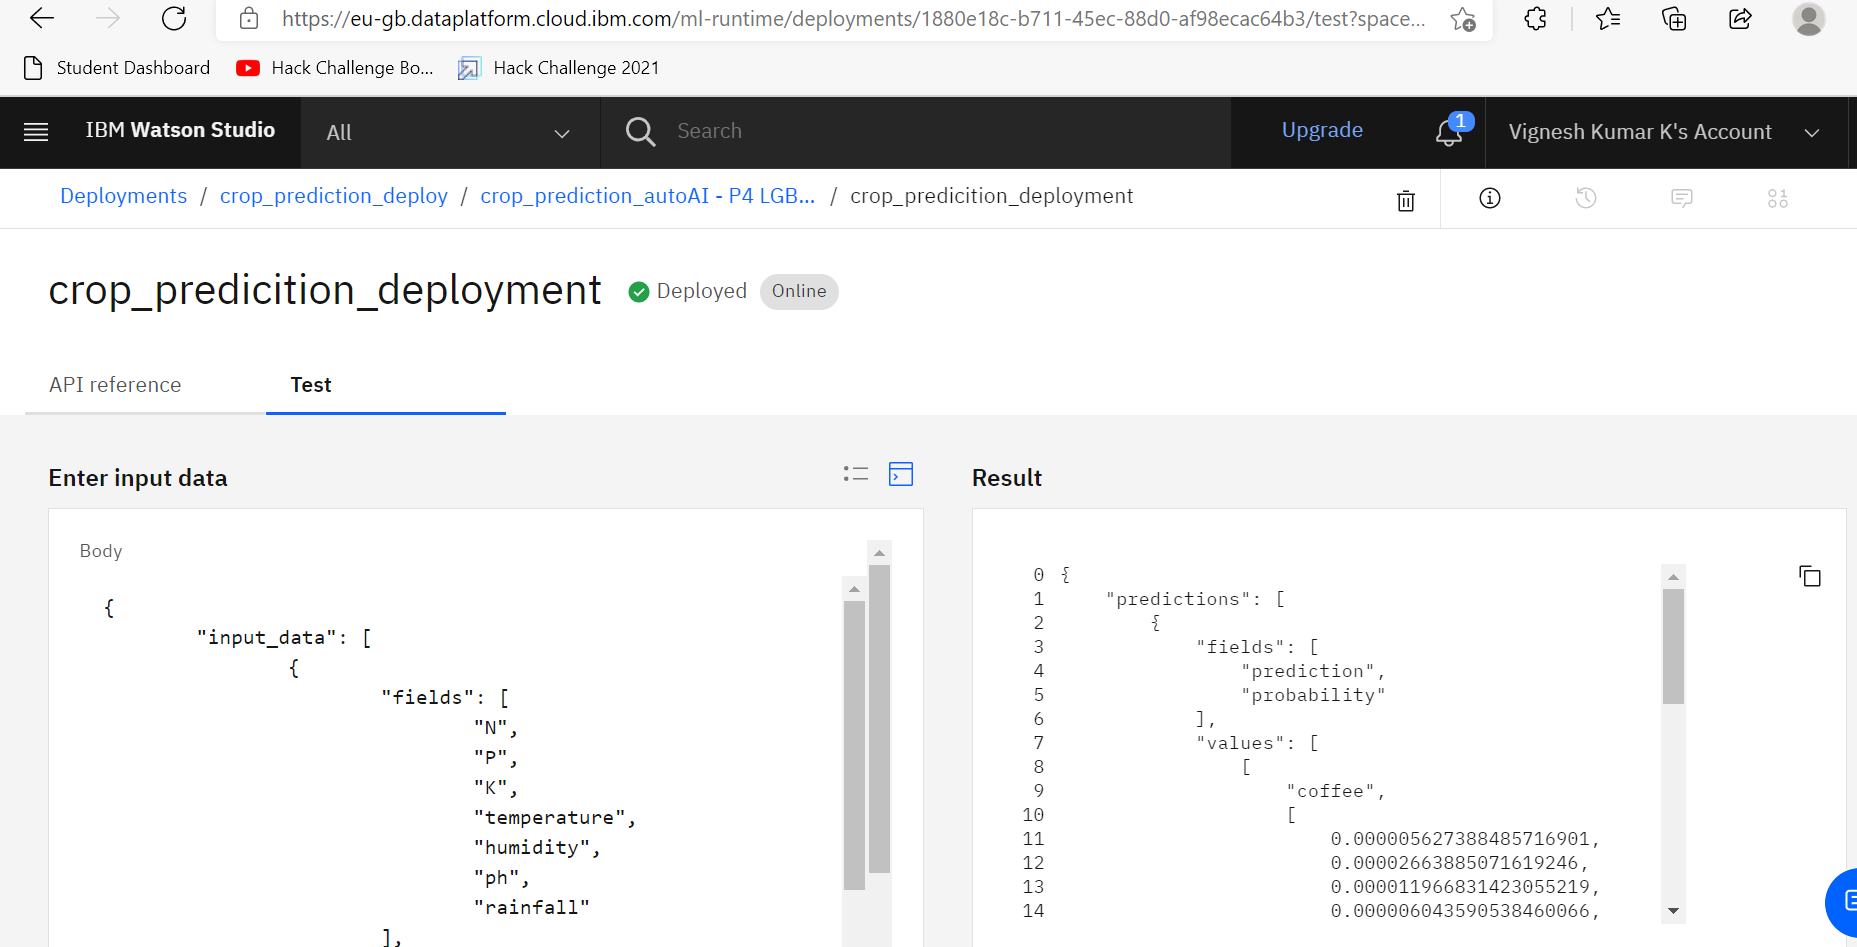 https://eu-gb.dataplatform.cloud.ibm.com/ml-runtime/deployments/1880e18c-b711-45ec-88d0-af98ecac64b3/test?space...
Student Dashboard Hack Challenge Bo... Hack Challenge 2021
IBM Watson Studio All Search Upgrade 1 Vignesh Kumar K's Account
Deployments / crop_prediction_deploy / crop_prediction_autoAI - P4 LGB... / crop_predicition_deployment
crop_predicition_deployment Deployed Online
API reference Test
Enter input data
Body
{
"input_data": [
{
"fields": [
"N",
"P",
"K",
"temperature",
"humidity",
"ph",
"rainfall"
],
Result
0 {
1 "predictions": [
2 {
3 "fields": [
4 "prediction",
5 "probability"
6 ],
7 "values": [
8 [
9 "coffee",
10 [
11 0.000005627388485716901,
12 0.00002663885071619246,
13 0.000011966831423055219,
14 0.000006043590538460066,